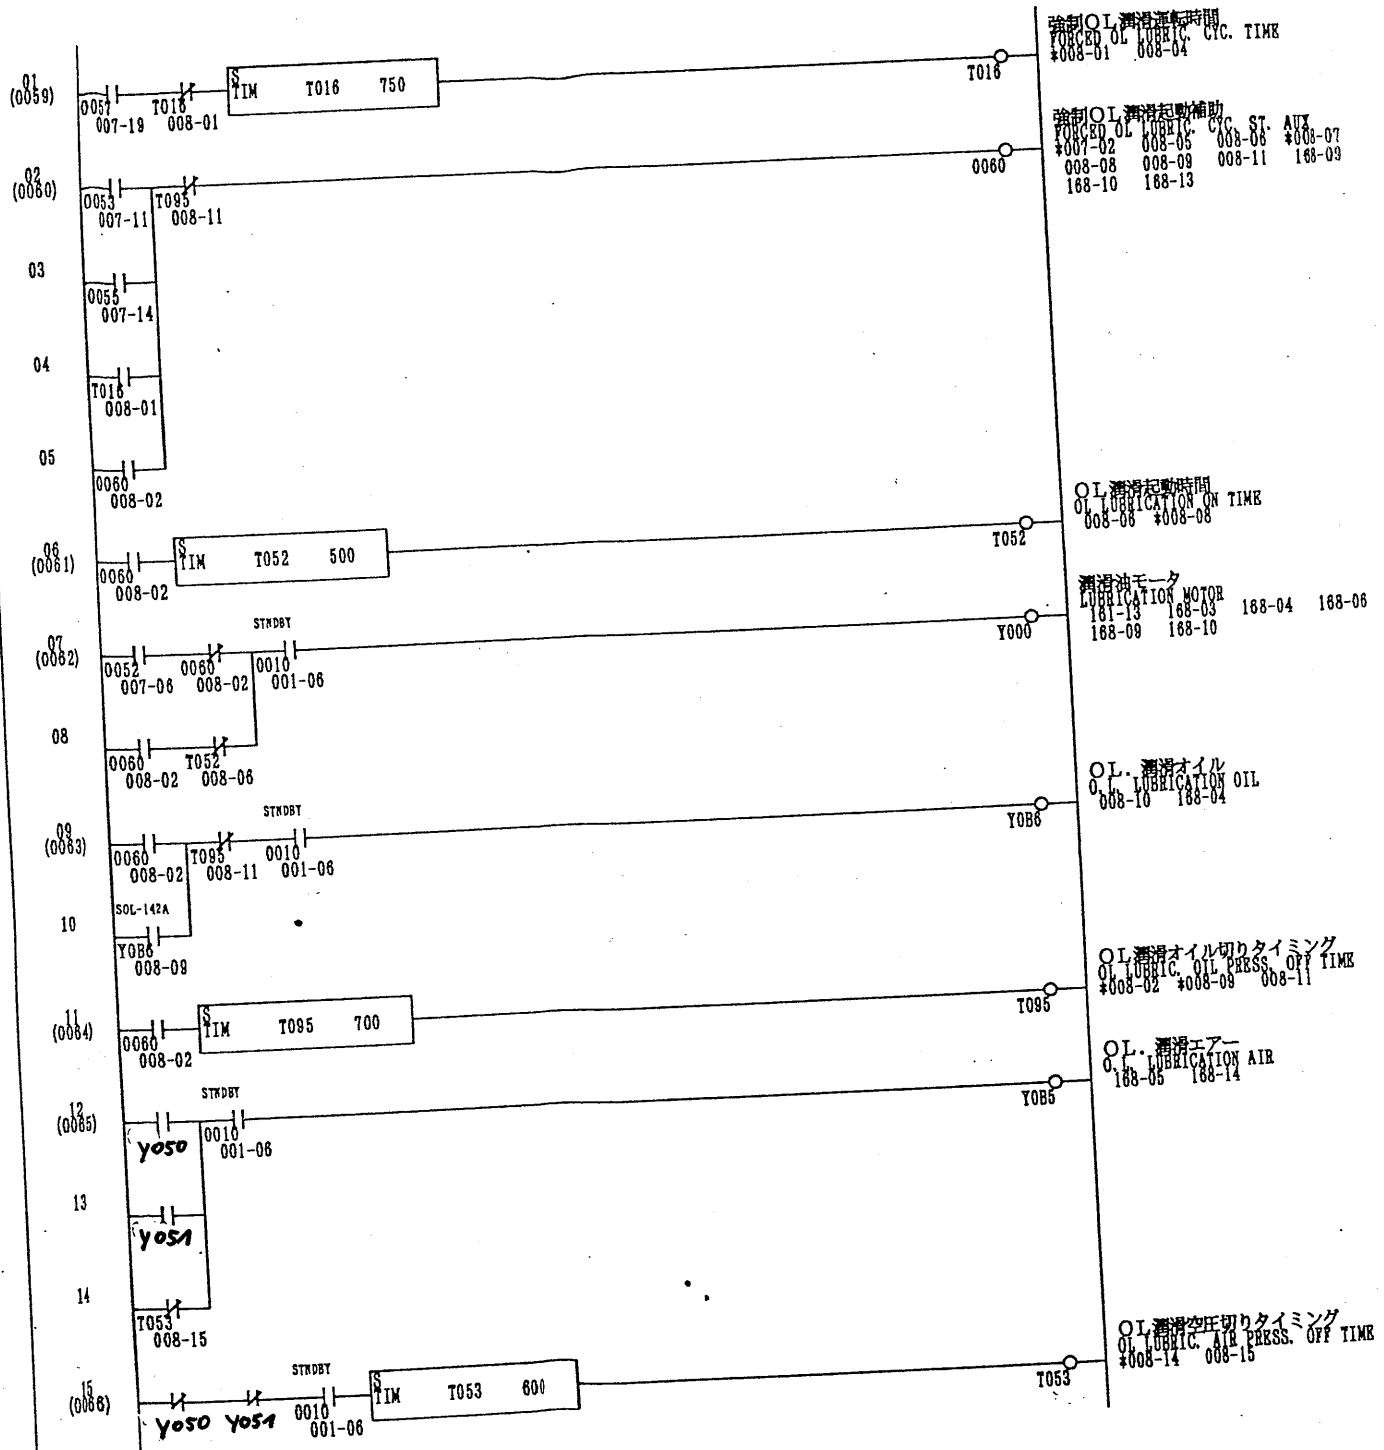 強制OL潤滑運転時間
FORCED OL LUBRIC. CYC. TIME
*008-01 008-04
01
(0059)
0057 T016 S TIM T016 750 T016
007-19 008-01
強制OL潤滑起動補助
FORCED OL LUBRIC. CYC. ST. AUX
*007-02 008-05 008-06 *008-07
008-08 008-09 008-11 168-09
168-10 168-13
02
(0060)
0053 T095 0060
007-11 008-11
03
0055
007-14
04
T016
008-01
05
0060
008-02
OL潤滑起動時間
OL LUBRICATION ON TIME
008-06 *008-08
06
(0061)
0060 S TIM T052 500 T052
008-02
潤滑油モータ
LUBRICATION MOTOR
161-13 168-03 168-04 168-06
168-09 168-10
STNDBY
07
(0062)
0052 0060 0010 Y000
007-06 008-02 001-06
08
0060 T052
008-02 008-06
OL. 潤滑オイル
O.L. LUBRICATION OIL
008-10 168-04
STNDBY
09
(0063)
0060 T095 0010 Y0B6
008-02 008-11 001-06
SOL-142A
10
Y0B6
008-09
OL潤滑オイル切りタイミング
OL LUBRIC. OIL PRESS. OFF TIME
*008-02 *008-09 008-11
11
(0064)
0060 S TIM T095 700 T095
008-02
OL. 潤滑エアー
O.L. LUBRICATION AIR
168-05 168-14
STNDBY
12
(0065)
Y050 0010 Y0B5
001-06
13
Y051
14
T053
008-15
OL潤滑空圧切りタイミング
OL LUBRIC. AIR PRESS. OFF TIME
*008-14 008-15
STNDBY
15
(0066)
Y050 Y051 0010 S TIM T053 600 T053
001-06